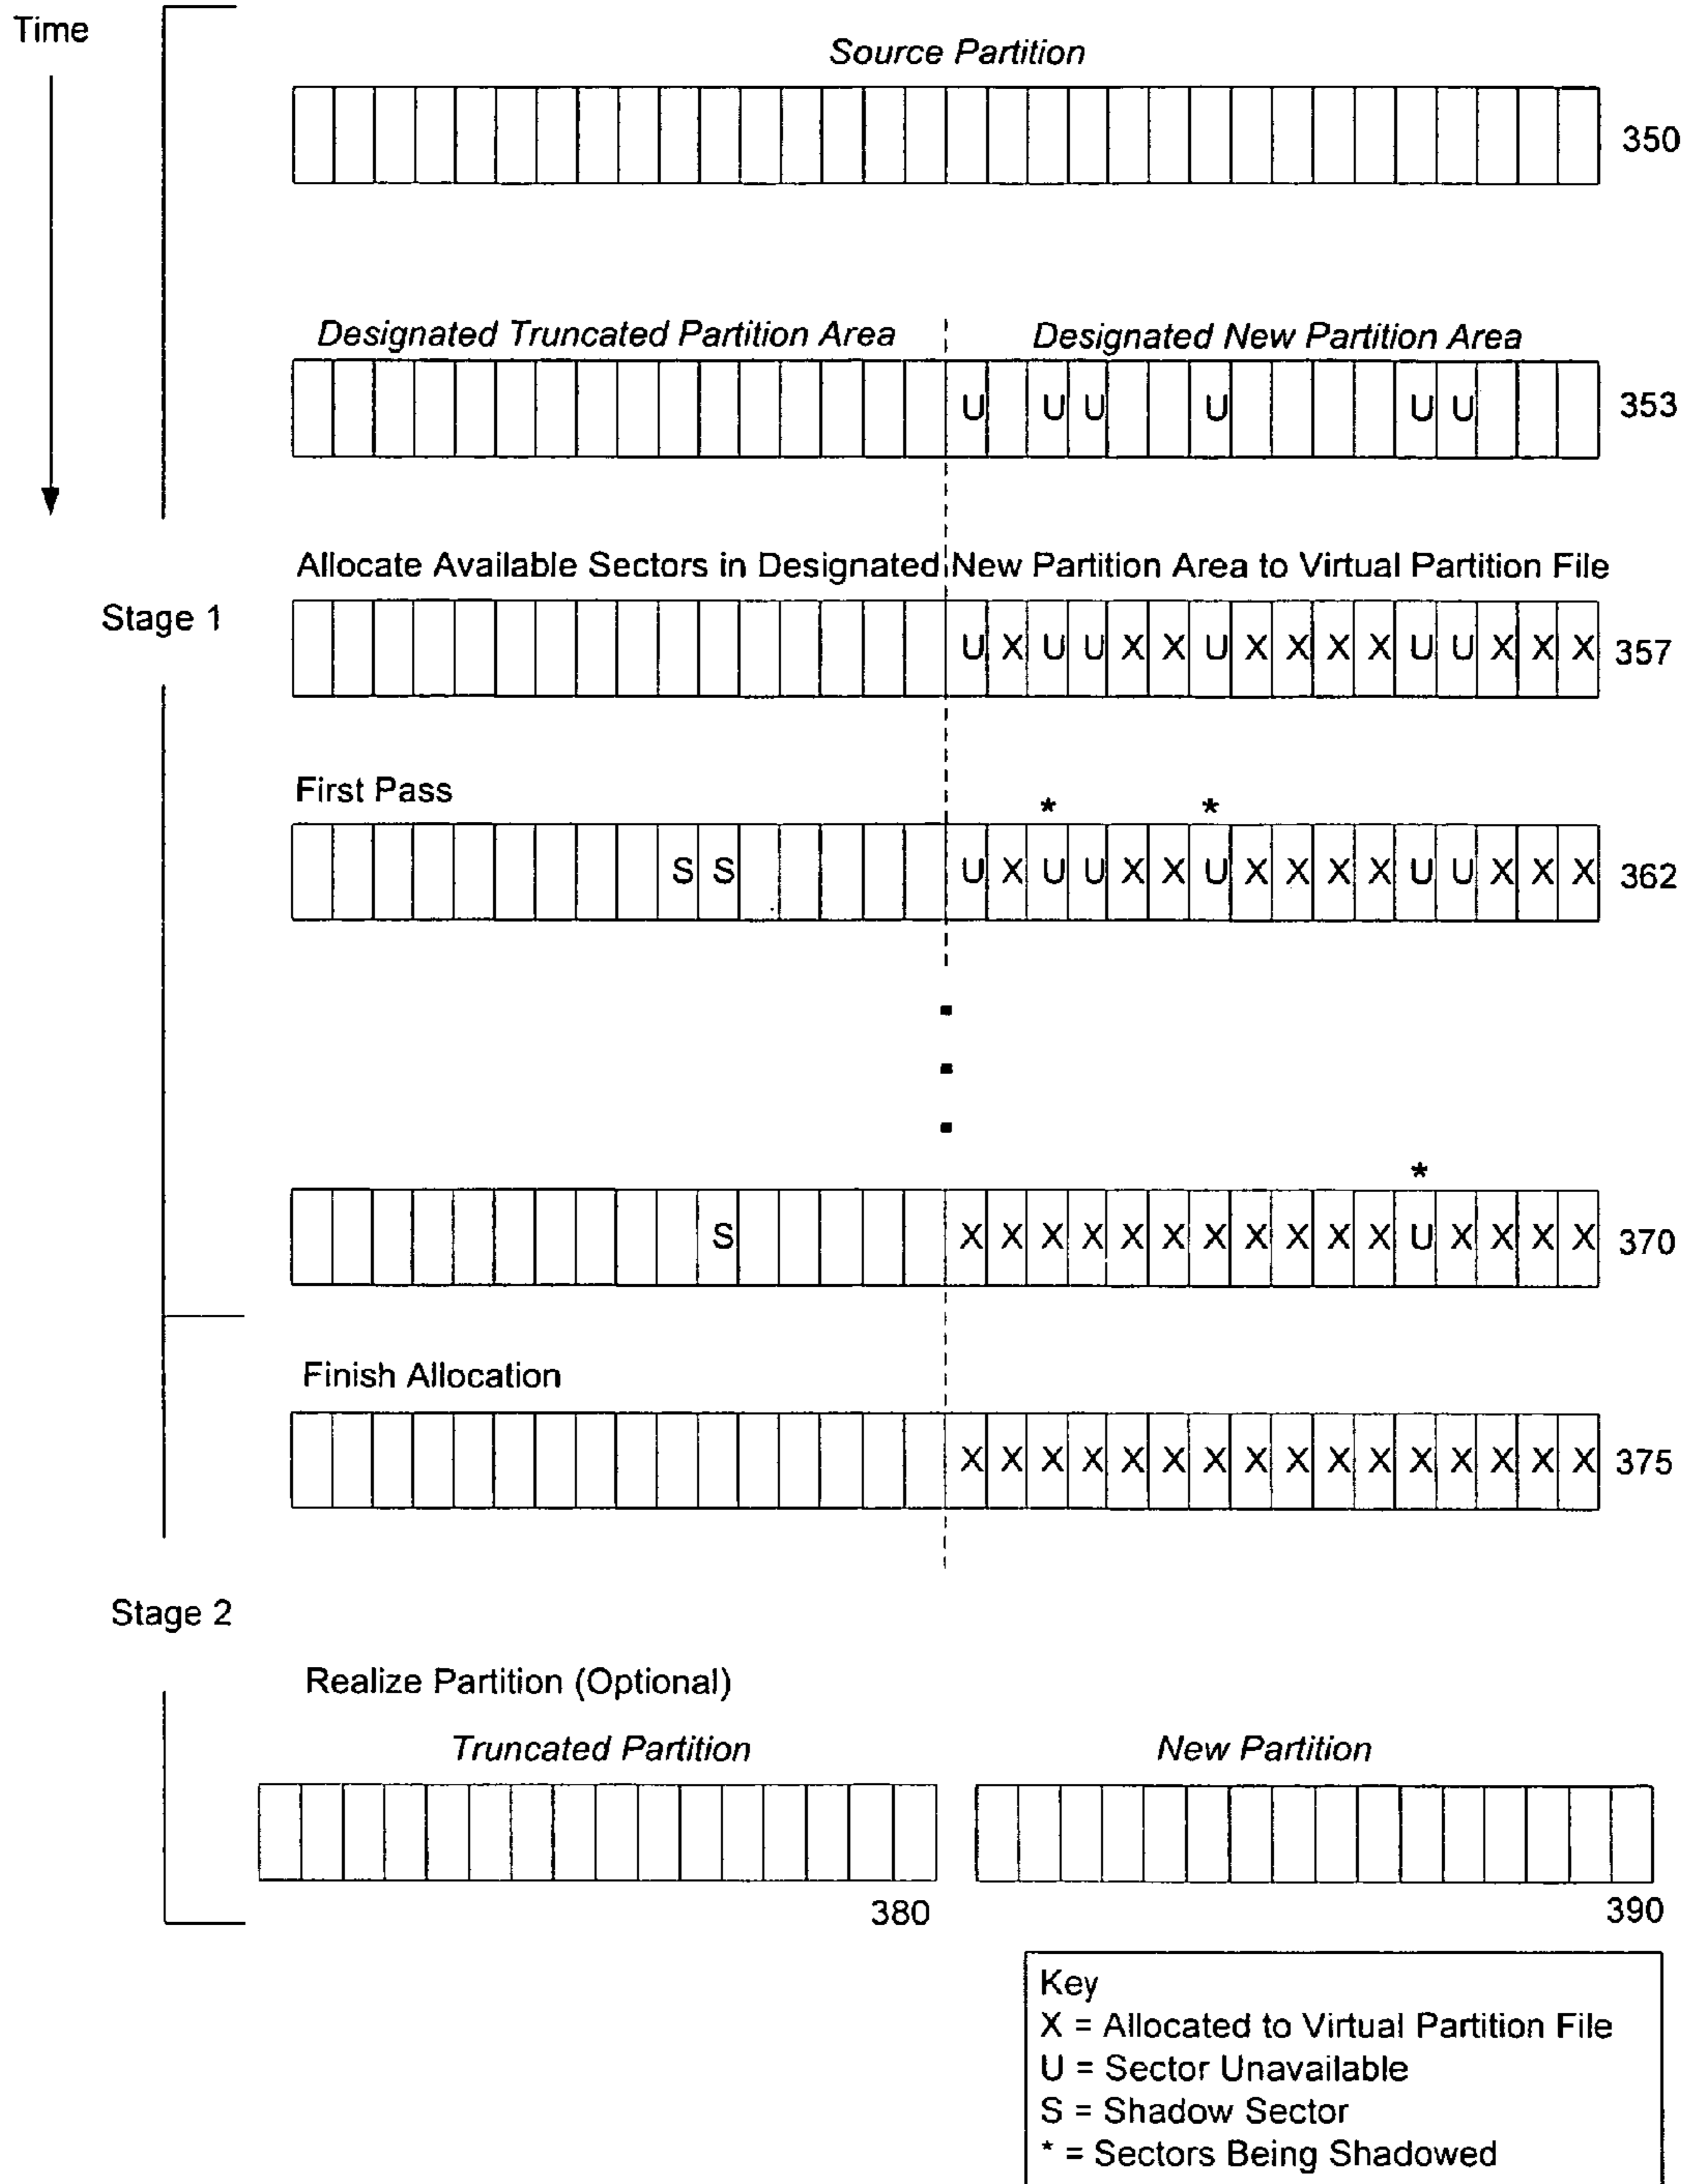 Time
Source Partition
350
Designated Truncated Partition Area
Designated New Partition Area
U U U U U U 353
Allocate Available Sectors in Designated New Partition Area to Virtual Partition File
Stage 1
U X U U X X U X X X X U U X X X 357
First Pass
* *
S S U X U U X X U X X X X U U X X X 362
*
S X X X X X X X X X X X U X X X X 370
Finish Allocation
X X X X X X X X X X X X X X X X 375
Stage 2
Realize Partition (Optional)
Truncated Partition
New Partition
380
390
Key
X = Allocated to Virtual Partition File
U = Sector Unavailable
S = Shadow Sector
* = Sectors Being Shadowed